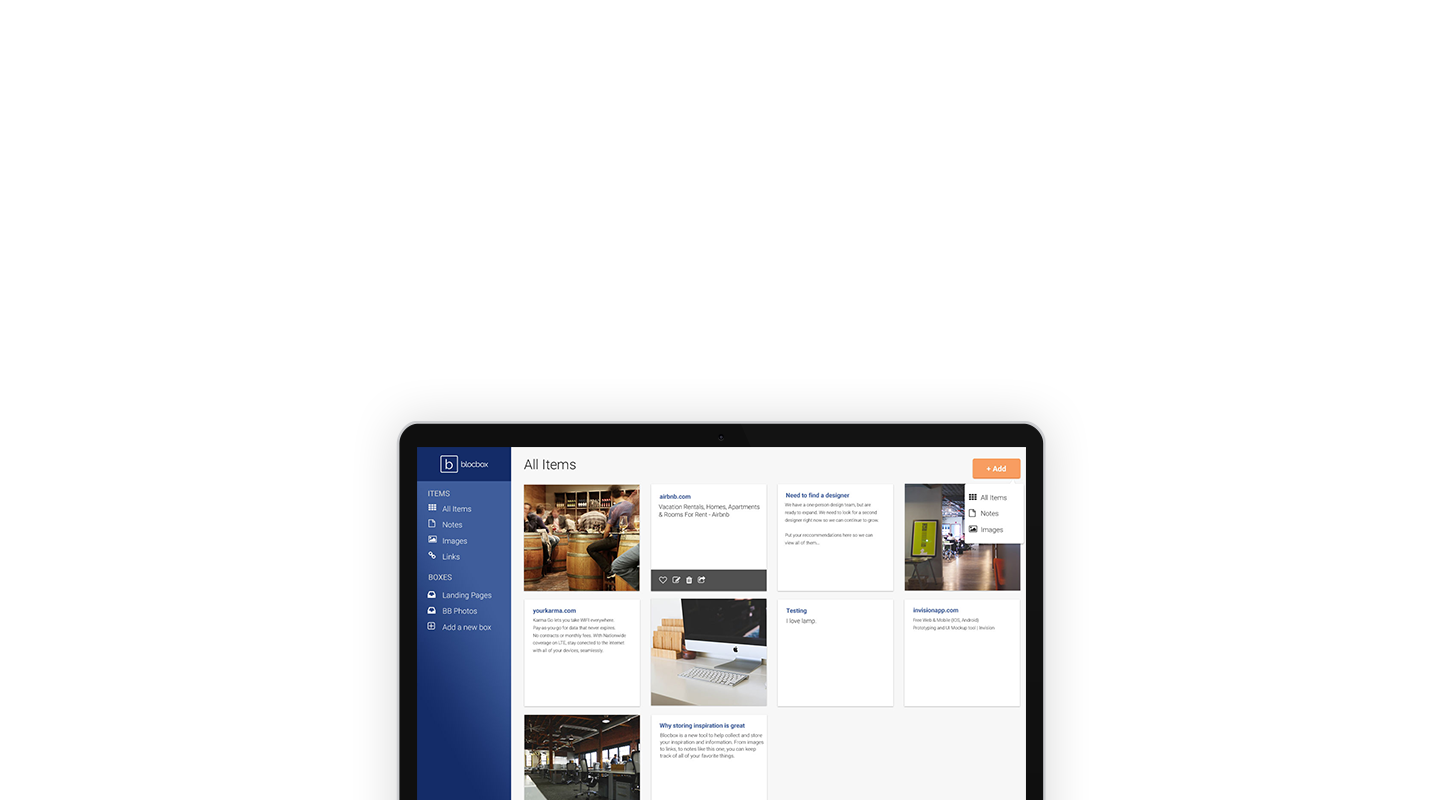 b blocbox
ITEMS
All Items
Notes
Images
Links
BOXES
Landing Pages
BB Photos
Add a new box
All Items
+ Add
All Items
Notes
Images
airbnb.com
Vacation Rentals, Homes, Apartments
& Rooms For Rent - Airbnb
Need to find a designer
We have a one-person design team, but are
ready to expand. We need to look for a second
designer right now so we can continue to grow.
Put your reccommendations here so we can
view all of them...
yourkarma.com
Karma Go lets you take WIFI everywhere.
Pay-as-you-go for data that never expires.
No contracts or monthly fees. With Nationwide
coverage on LTE, stay conected to the internet
with all of your devices, seamlessly.
Testing
I love lamp.
invisionapp.com
Free Web & Mobile (iOS, Android)
Prototyping and UI Mockup Tool | InVision
Why storing inspiration is great
Blocbox is a new tool to help collect and store
your inspiration and information. From images
to links, to notes like this one, you can keep
track of all of your favorite things.